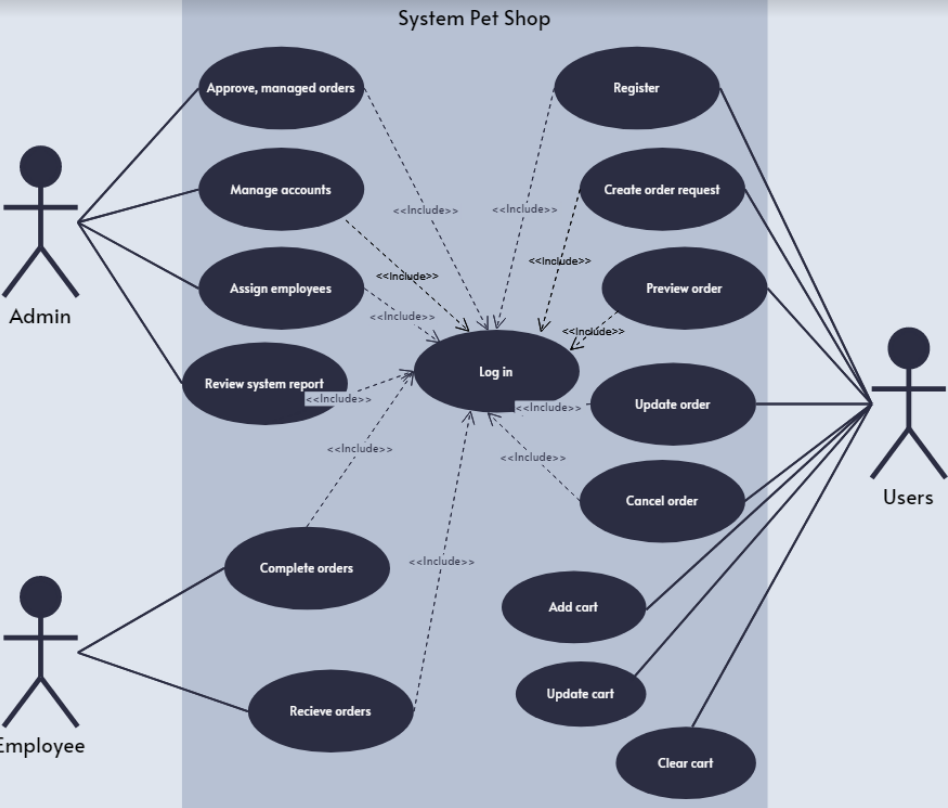 System Pet Shop
Approve, managed orders
Register
Manage accounts
Create order request
<<Include>>
<<Include>>
<<Include>>
<<Include>>
Assign employees
Preview order
Admin
<<Include>>
<<Include>>
Log in
Review system report
<<Include>>
<<Include>>
Update order
<<Include>>
<<Include>>
Cancel order
Users
<<Include>>
Complete orders
Add cart
Update cart
Recieve orders
Employee
Clear cart